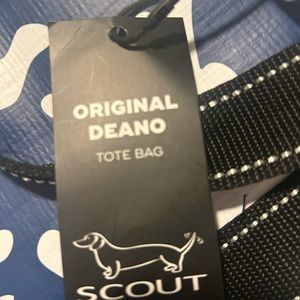 ORIGINAL
DEANO
TOTE BAG
SCOUT